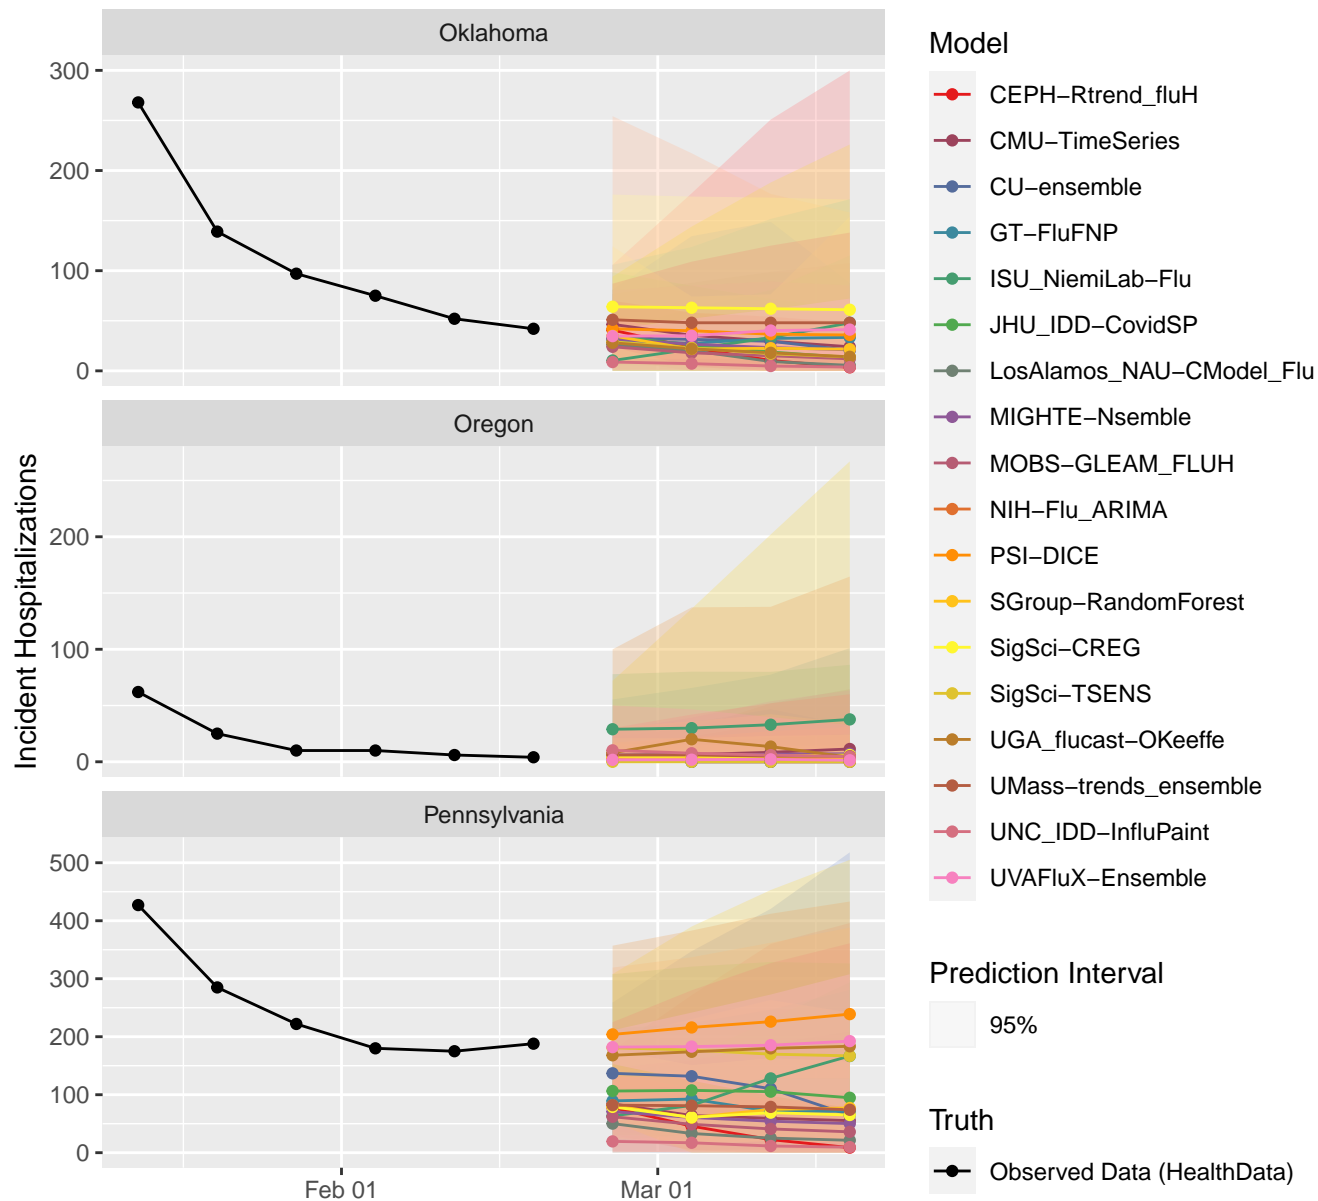 Oklahoma
300
200
100
0
Oregon
200
100
0
Pennsylvania
500
400
300
200
100
0
Feb 01
Mar 01
Incident Hospitalizations
Model
CEPH−Rtrend_fluH
CMU−TimeSeries
CU−ensemble
GT−FluFNP
ISU_NiemiLab−Flu
JHU_IDD−CovidSP
LosAlamos_NAU−CModel_Flu
MIGHTE−Nsemble
MOBS−GLEAM_FLUH
NIH−Flu_ARIMA
PSI−DICE
SGroup−RandomForest
SigSci−CREG
SigSci−TSENS
UGA_flucast−OKeeffe
UMass−trends_ensemble
UNC_IDD−InfluPaint
UVAFluX−Ensemble
Prediction Interval
95%
Truth
Observed Data (HealthData)